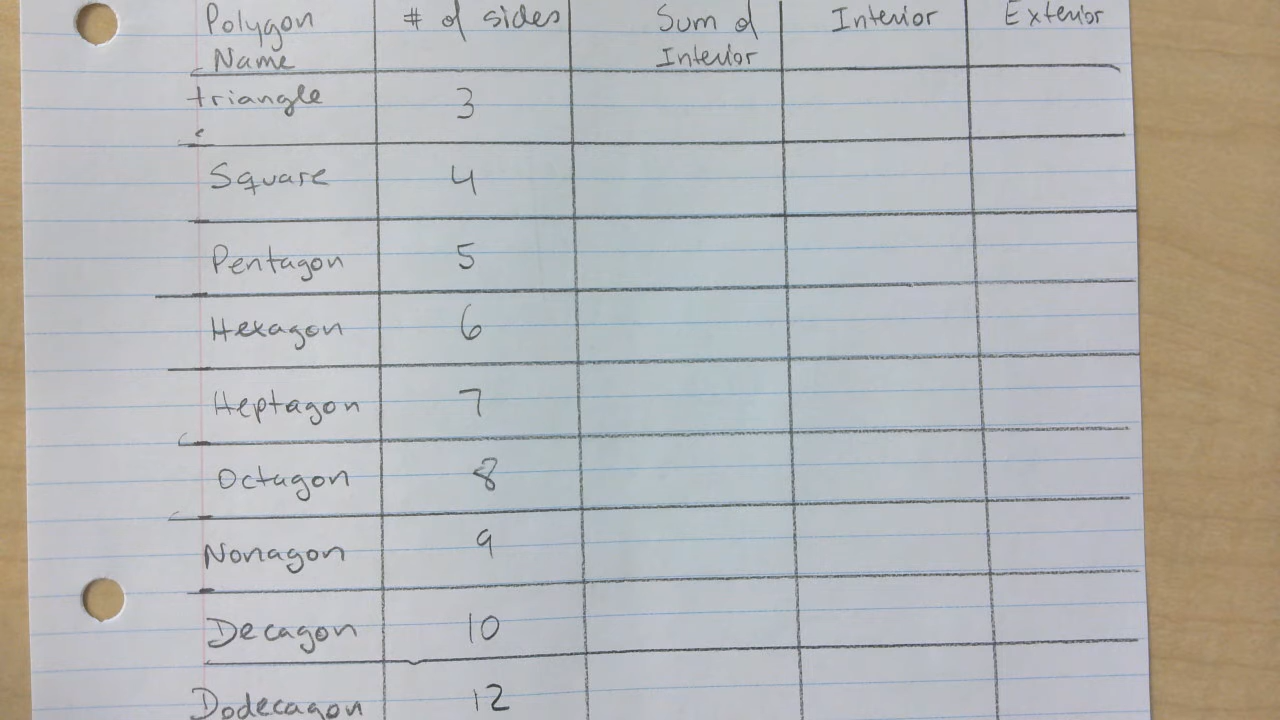 Polygon Name # of sides Sum of Interior Interior Exterior
triangle 3
Square 4
Pentagon 5
Hexagon 6
Heptagon 7
Octagon 8
Nonagon 9
Decagon 10
Dodecagon 12